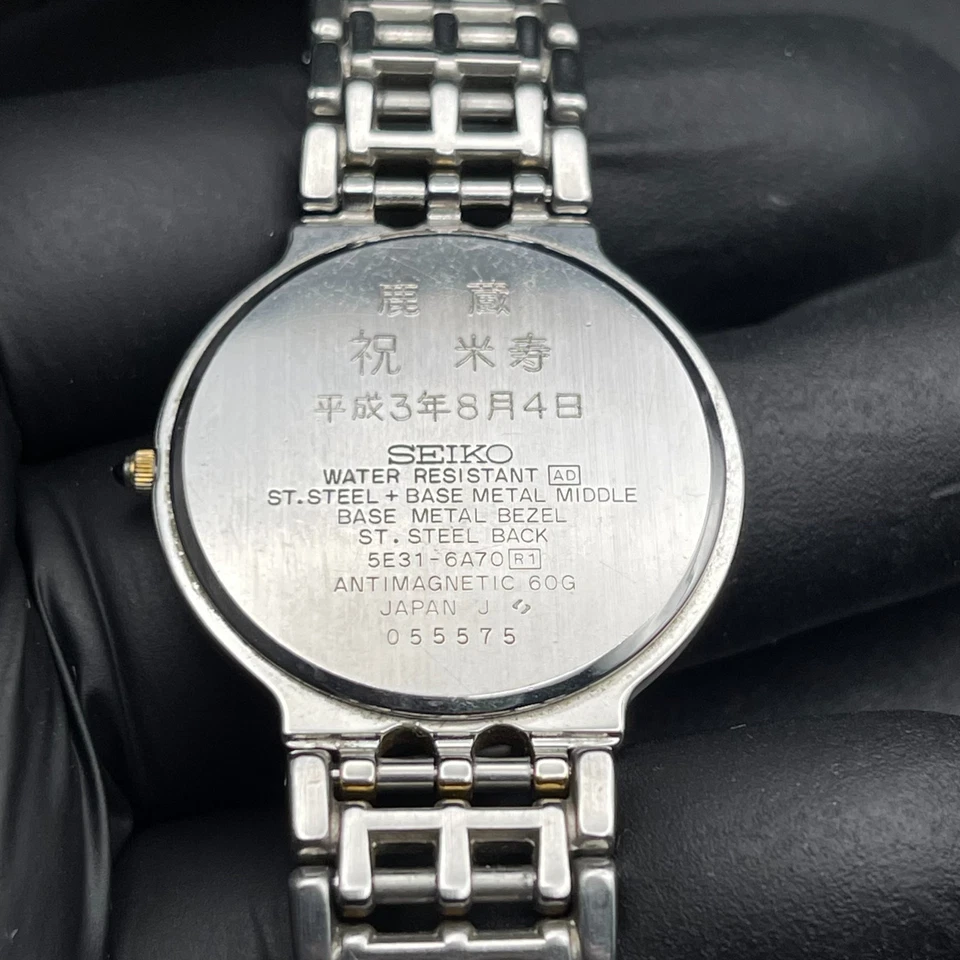 鹿 蔵
祝 米寿
平成3年8月4日
SEIKO
WATER RESISTANT AD
ST.STEEL + BASE METAL MIDDLE
BASE METAL BEZEL
ST. STEEL BACK
5E31-6A70 R1
ANTIMAGNETIC 60G
JAPAN J
055575